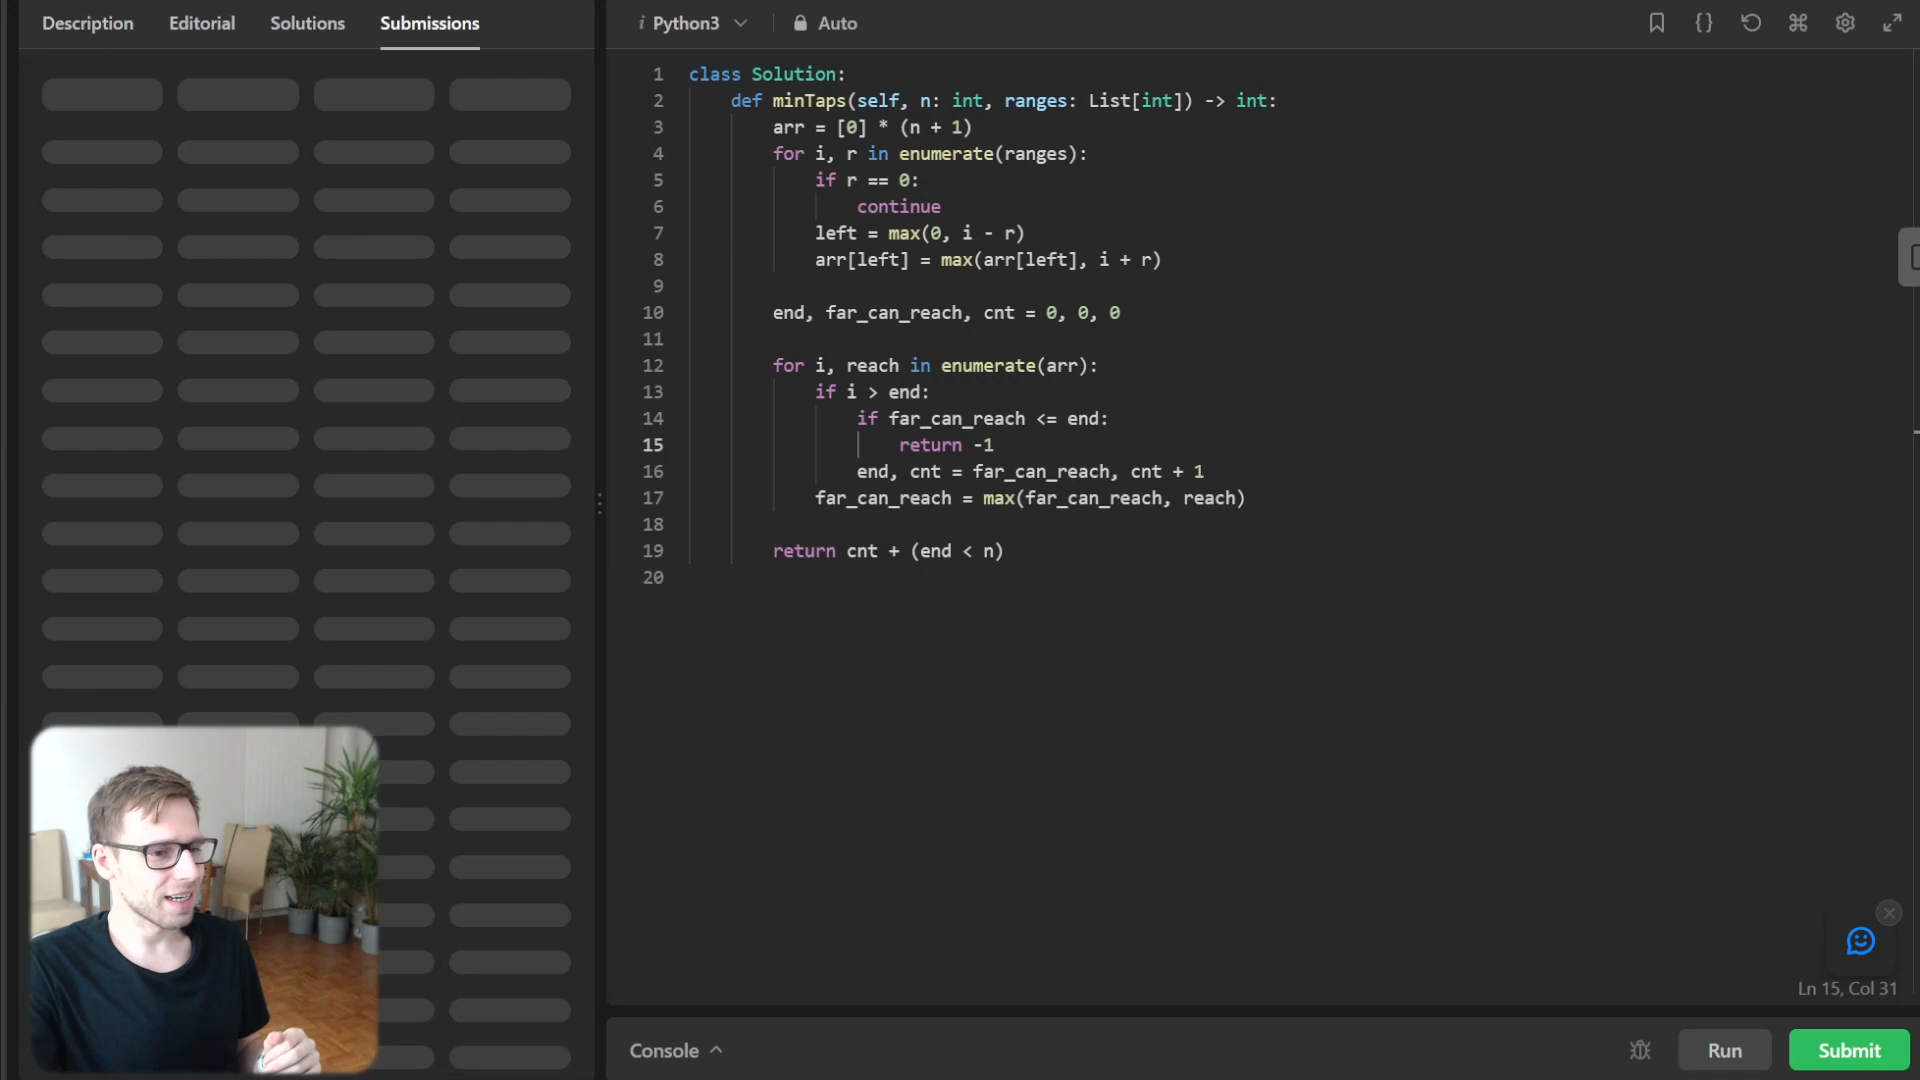 Description Editorial Solutions Submissions
i Python3 Auto
1 class Solution:
2 def minTaps(self, n: int, ranges: List[int]) -> int:
3 arr = [0] * (n + 1)
4 for i, r in enumerate(ranges):
5 if r == 0:
6 continue
7 left = max(0, i - r)
8 arr[left] = max(arr[left], i + r)
9
10 end, far_can_reach, cnt = 0, 0, 0
11
12 for i, reach in enumerate(arr):
13 if i > end:
14 if far_can_reach <= end:
15 return -1
16 end, cnt = far_can_reach, cnt + 1
17 far_can_reach = max(far_can_reach, reach)
18
19 return cnt + (end < n)
20
Ln 15, Col 31
Console Run Submit